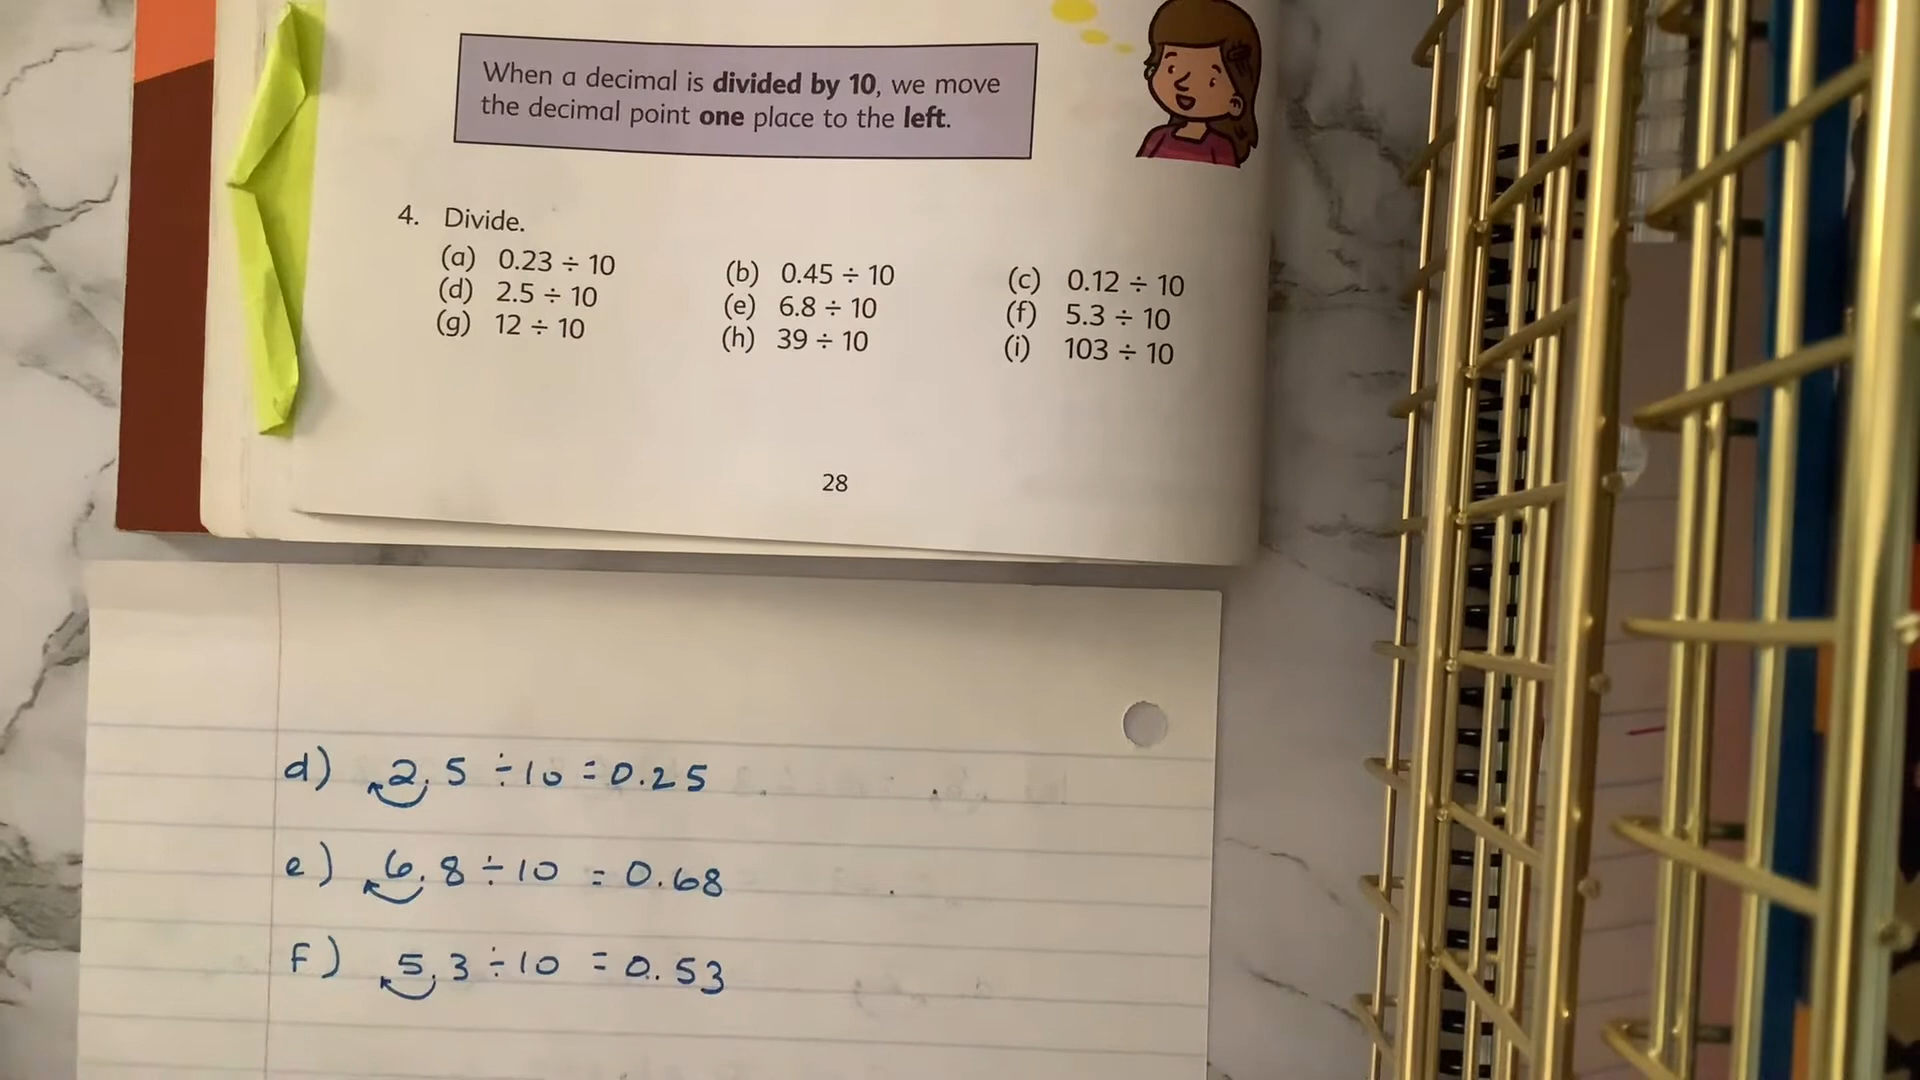 When a decimal is divided by 10, we move
the decimal point one place to the left.
4. Divide.
(a) 0.23 ÷ 10 (b) 0.45 ÷ 10 (c) 0.12 ÷ 10
(d) 2.5 ÷ 10 (e) 6.8 ÷ 10 (f) 5.3 ÷ 10
(g) 12 ÷ 10 (h) 39 ÷ 10 (i) 103 ÷ 10
28
d) 2.5 ÷ 10 = 0.25
e) 6.8 ÷ 10 = 0.68
f) 5.3 ÷ 10 = 0.53